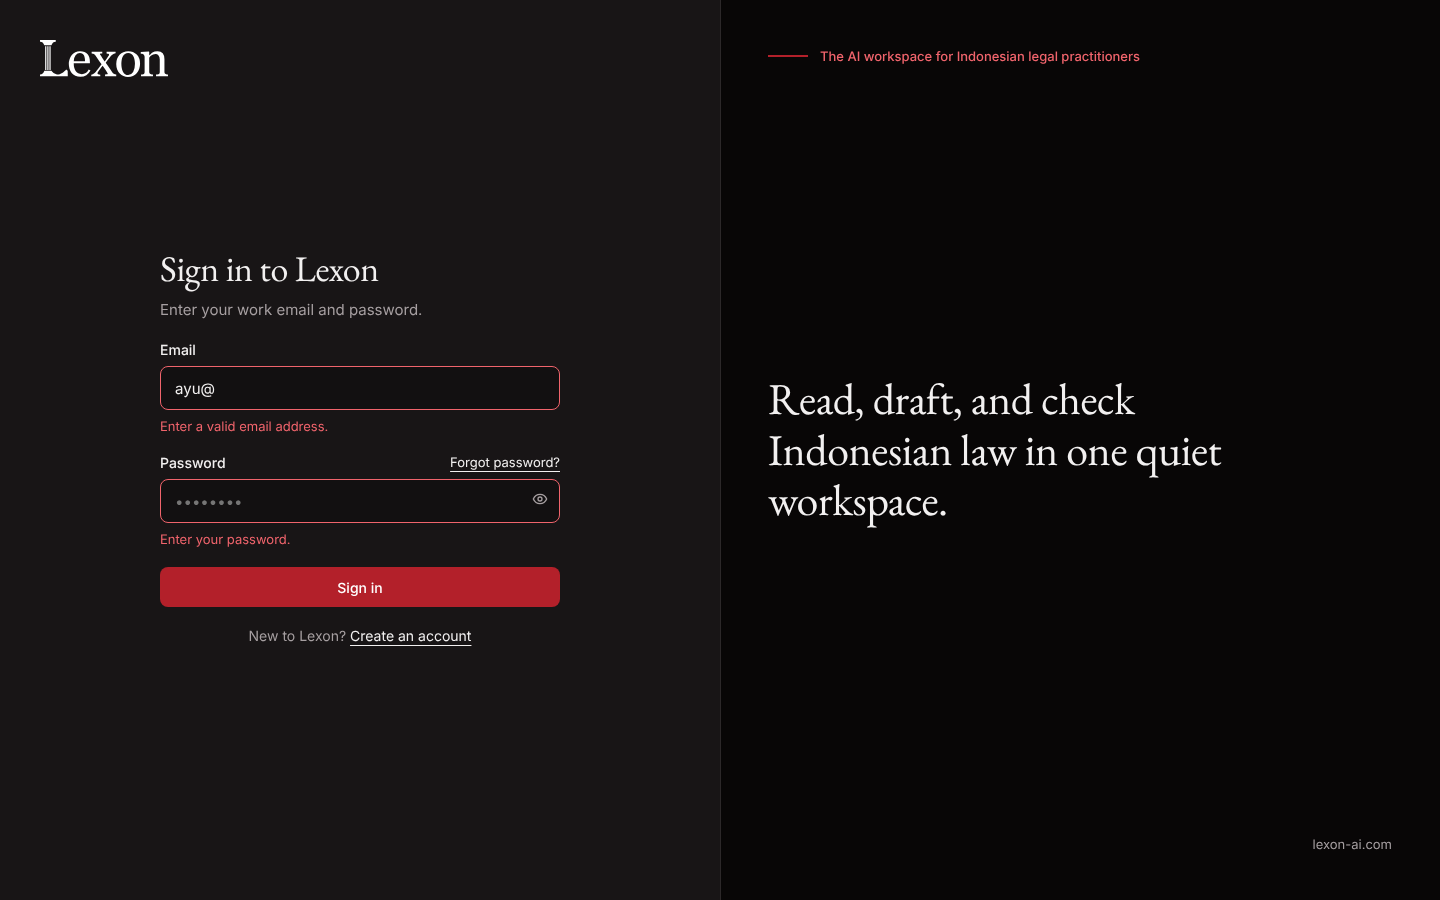 Lexon
Sign in to Lexon
Enter your work email and password.
Email
ayu@
Enter a valid email address.
Password
Forgot password?
••••••••
Enter your password.
Sign in
New to Lexon? Create an account
The AI workspace for Indonesian legal practitioners
Read, draft, and check
Indonesian law in one quiet
workspace.
lexon-ai.com